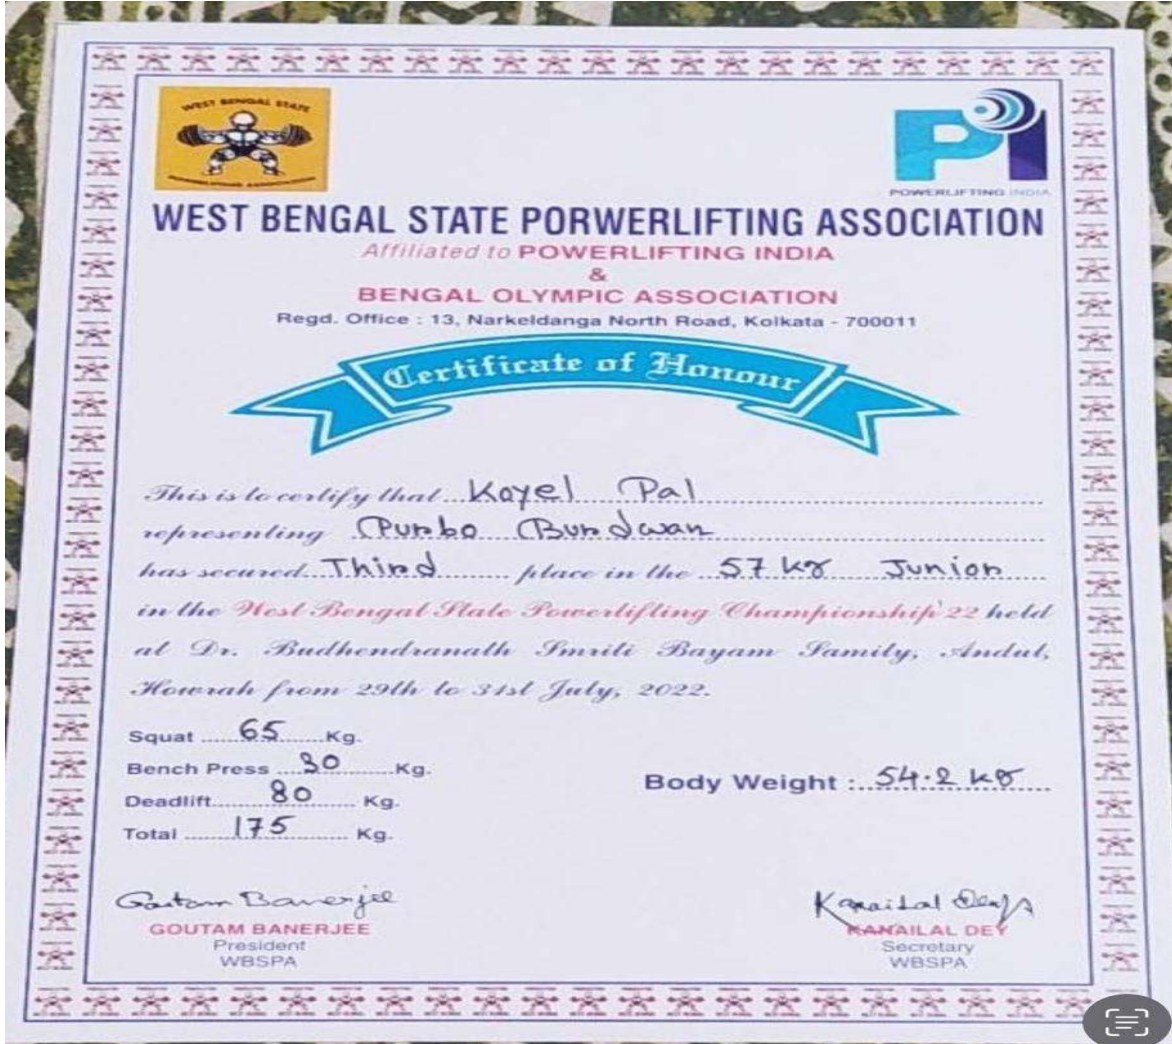 WEST BENGAL STATE
POWERLIFTING ASSOCIATION
PI
POWERLIFTING INDIA
WEST BENGAL STATE PORWERLIFTING ASSOCIATION
Affiliated to POWERLIFTING INDIA
&
BENGAL OLYMPIC ASSOCIATION
Regd. Office : 13, Narkeldanga North Road, Kolkata - 700011
Certificate of Honour
This is to certify that Koyel Pal
representing Purbo Burdwan
has secured Third place in the 57 kg Junior
in the West Bengal State Powerlifting Championship'22 held
at Dr. Budhendranath Smriti Bayam Samity, Andul,
Howrah from 29th to 31st July, 2022.
Squat 65 Kg.
Bench Press 30 Kg.
Deadlift 80 Kg.
Total 175 Kg.
Body Weight : 54.2 kg
Goutam Banerjee
GOUTAM BANERJEE
President
WBSPA
Kanailal Dey
KANAILAL DEY
Secretary
WBSPA